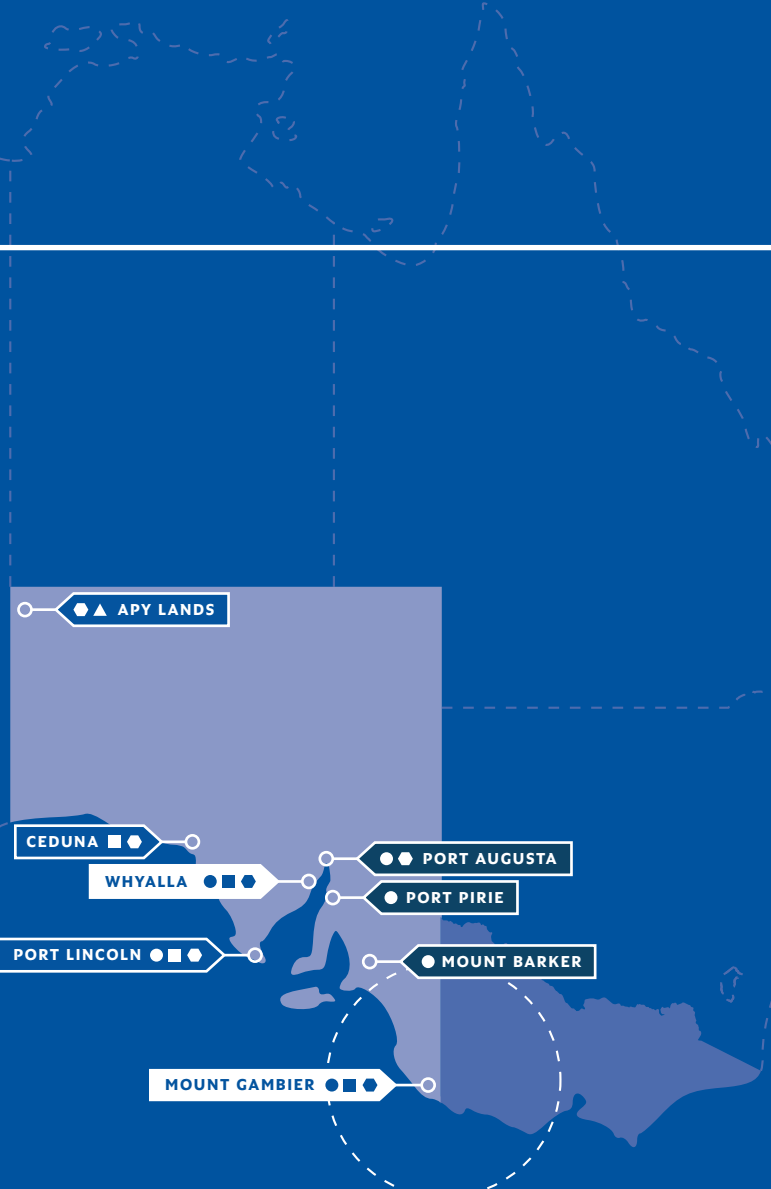 APY LANDS
CEDUNA
PORT AUGUSTA
WHYALLA
PORT PIRIE
PORT LINCOLN
MOUNT BARKER
MOUNT GAMBIER